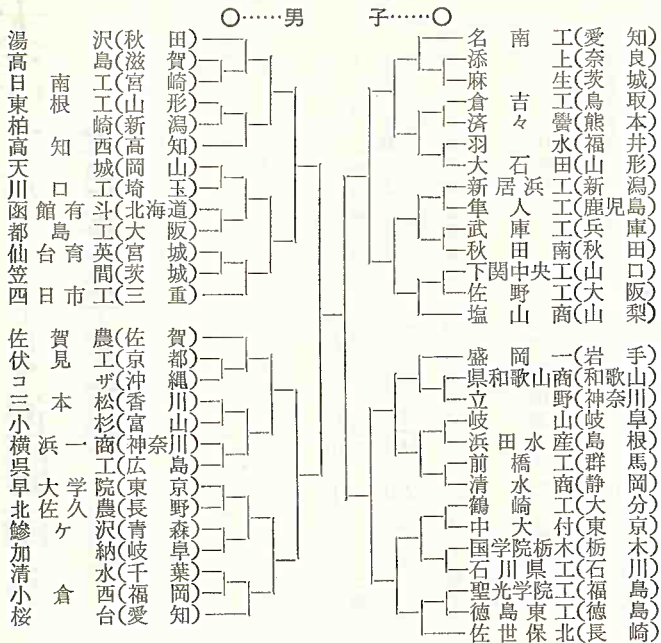 ○……男 子……○
湯沢(秋田)
高島(滋賀)
日南工(宮崎)
東根工(山形)
柏崎(新潟)
高知西(高知)
天城(岡山)
川口工(埼玉)
函館有斗(北海道)
都島工(大阪)
仙台育英(宮城)
笠間(茨城)
四日市工(三重)
佐賀農(佐賀)
伏見工(京都)
コザ(沖縄)
三本松(香川)
小杉(富山)
横浜一商(神奈川)
呉工(広島)
早大学院(東京)
北佐久農(長野)
鰺ケ沢(青森)
加納(岐阜)
清水(千葉)
小倉西(福岡)
桜台(愛知)
名南工(愛知)
添上(奈良)
麻生(茨城)
倉吉工(鳥取)
済々黌(熊本)
羽水(福井)
大石田(山形)
新居浜工(新潟)
隼人工(鹿児島)
武庫工(兵庫)
秋田南(秋田)
下関中央工(山口)
佐野工(大阪)
塩山商(山梨)
盛岡一(岩手)
県和歌山商(和歌山)
立野(神奈川)
岐山(岐阜)
浜田水産(島根)
前橋工(群馬)
清水商(静岡)
鶴崎工(大分)
中大付(東京)
国学院栃木(栃木)
石川県工(石川)
聖光学院(福島)
徳島東工(徳島)
佐世保北(長崎)